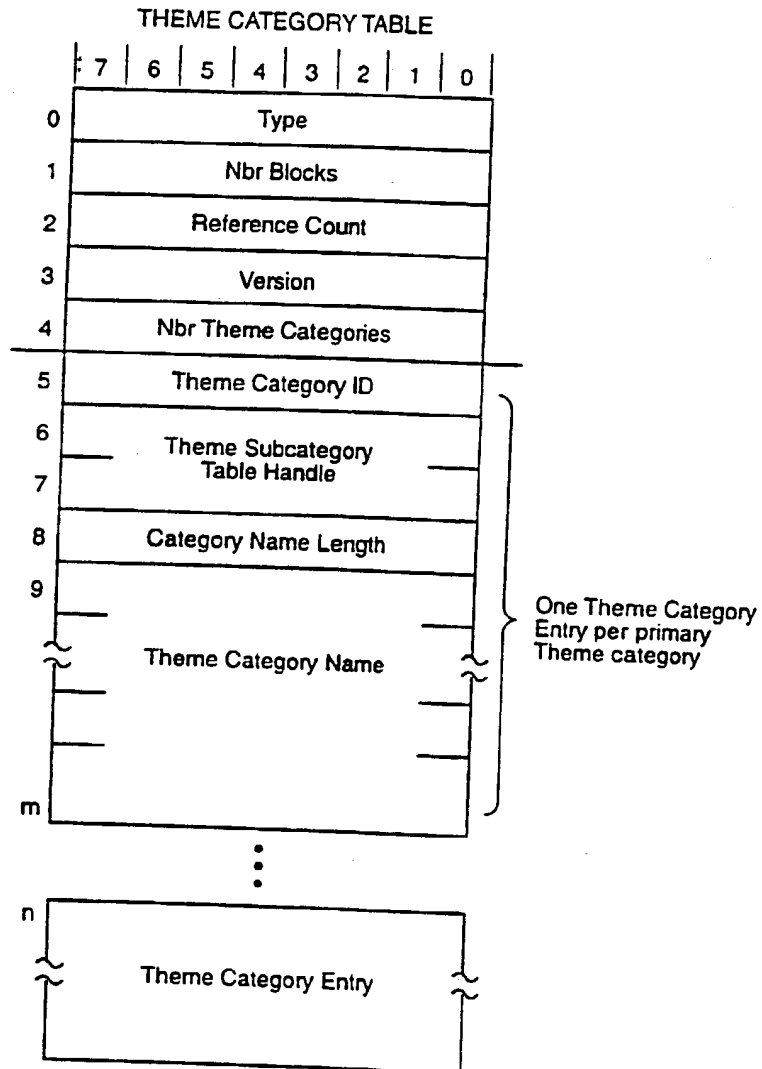 THEME CATEGORY TABLE
7 6 5 4 3 2 1 0
0 Type
1 Nbr Blocks
2 Reference Count
3 Version
4 Nbr Theme Categories
5 Theme Category ID
6 Theme Subcategory
7 Table Handle
8 Category Name Length
9
Theme Category Name
One Theme Category
Entry per primary
Theme category
m
n
Theme Category Entry